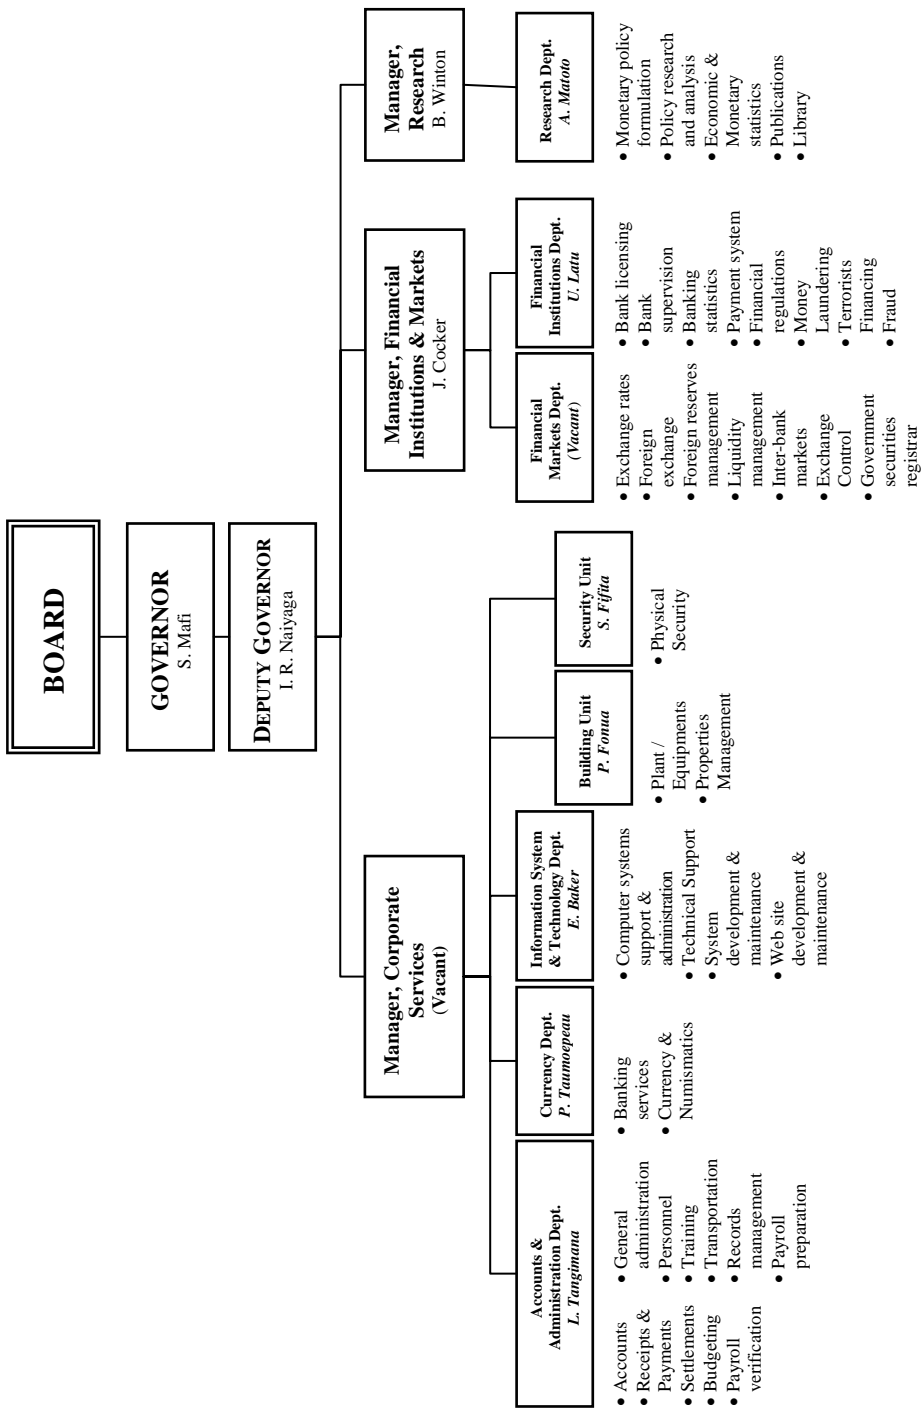 BOARD
GOVERNOR
S. Mafi
DEPUTY GOVERNOR
I. R. Naiyaga
Manager, Corporate
Services
(Vacant)
Manager, Financial
Institutions & Markets
J. Cocker
Manager,
Research
B. Winton
Accounts &
Administration Dept.
L. Tangimana
Currency Dept.
P. Taumoepeau
Information System
& Technology Dept.
E. Baker
Building Unit
P. Fonua
Security Unit
S. Fifita
Financial
Markets Dept.
(Vacant)
Financial
Institutions Dept.
U. Latu
Research Dept.
A. Matoto
• Accounts
• Receipts &
Payments
• Settlements
• Budgeting
• Payroll
verification
• General
administration
• Personnel
• Training
• Transportation
• Records
management
• Payroll
preparation
• Banking
services
• Currency &
Numismatics
• Computer systems
support &
administration
• Technical Support
• System
development &
maintenance
• Web site
development &
maintenance
• Plant /
Equipments
• Properties
Management
• Physical
Security
• Exchange rates
• Foreign
exchange
• Foreign reserves
management
• Liquidity
management
• Inter-bank
markets
• Exchange
Control
• Government
securities
registrar
• Bank licensing
• Bank
supervision
• Banking
statistics
• Payment system
• Financial
regulations
• Money
Laundering
• Terrorists
Financing
• Fraud
• Monetary policy
formulation
• Policy research
and analysis
• Economic &
Monetary
statistics
• Publications
• Library